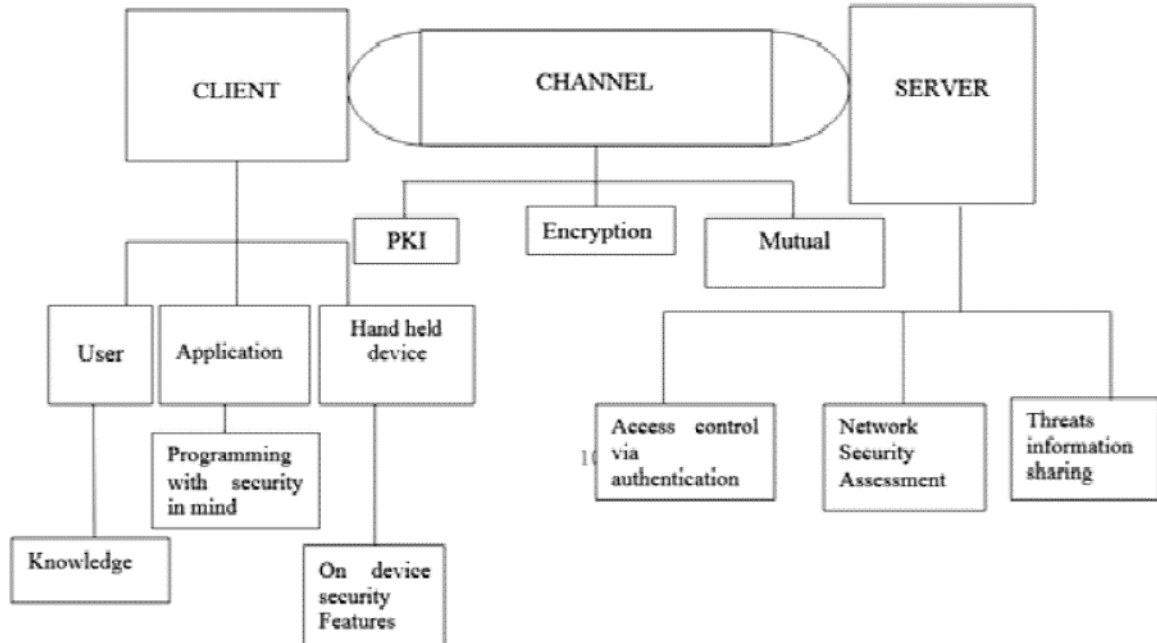 CLIENT
CHANNEL
SERVER
PKI
Encryption
Mutual
User
Application
Hand held
device
Access control
via
authentication
Network
Security
Assessment
Threats
information
sharing
10
Programming
with security
in mind
Knowledge
On device
security
Features